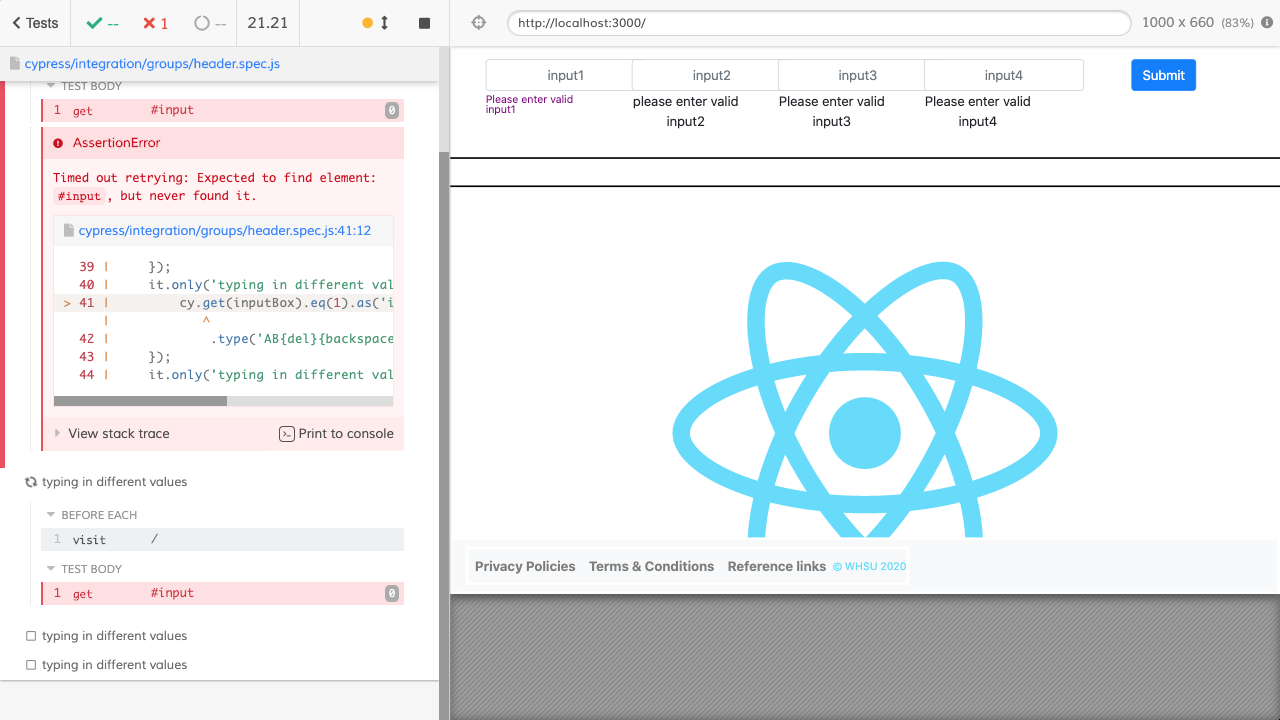 Tests
--
1
--
21.21
http://localhost:3000/
1000 x 660 (83%)
cypress/integration/groups/header.spec.js
TEST BODY
1 get #input 0
AssertionError
Timed out retrying: Expected to find element:
#input, but never found it.
cypress/integration/groups/header.spec.js:41:12
39 | });
40 | it.only('typing in different val
> 41 | cy.get(inputBox).eq(1).as('i
| ^
42 | .type('AB{del}{backspace
43 | });
44 | it.only('typing in different val
View stack trace
Print to console
typing in different values
BEFORE EACH
1 visit /
TEST BODY
1 get #input 0
typing in different values
typing in different values
input1 input2 input3 input4 Submit
Please enter valid
input1
please enter valid
input2
Please enter valid
input3
Please enter valid
input4
Privacy Policies Terms & Conditions Reference links © WHSU 2020